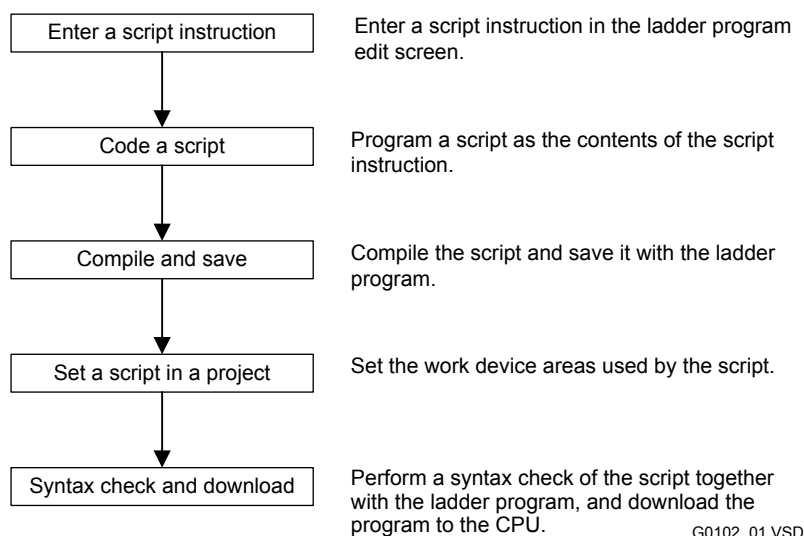 Enter a script instruction
Enter a script instruction in the ladder program
edit screen.
Code a script
Program a script as the contents of the script
instruction.
Compile and save
Compile the script and save it with the ladder
program.
Set a script in a project
Set the work device areas used by the script.
Syntax check and download
Perform a syntax check of the script together
with the ladder program, and download the
program to the CPU.
G0102_01.VSD